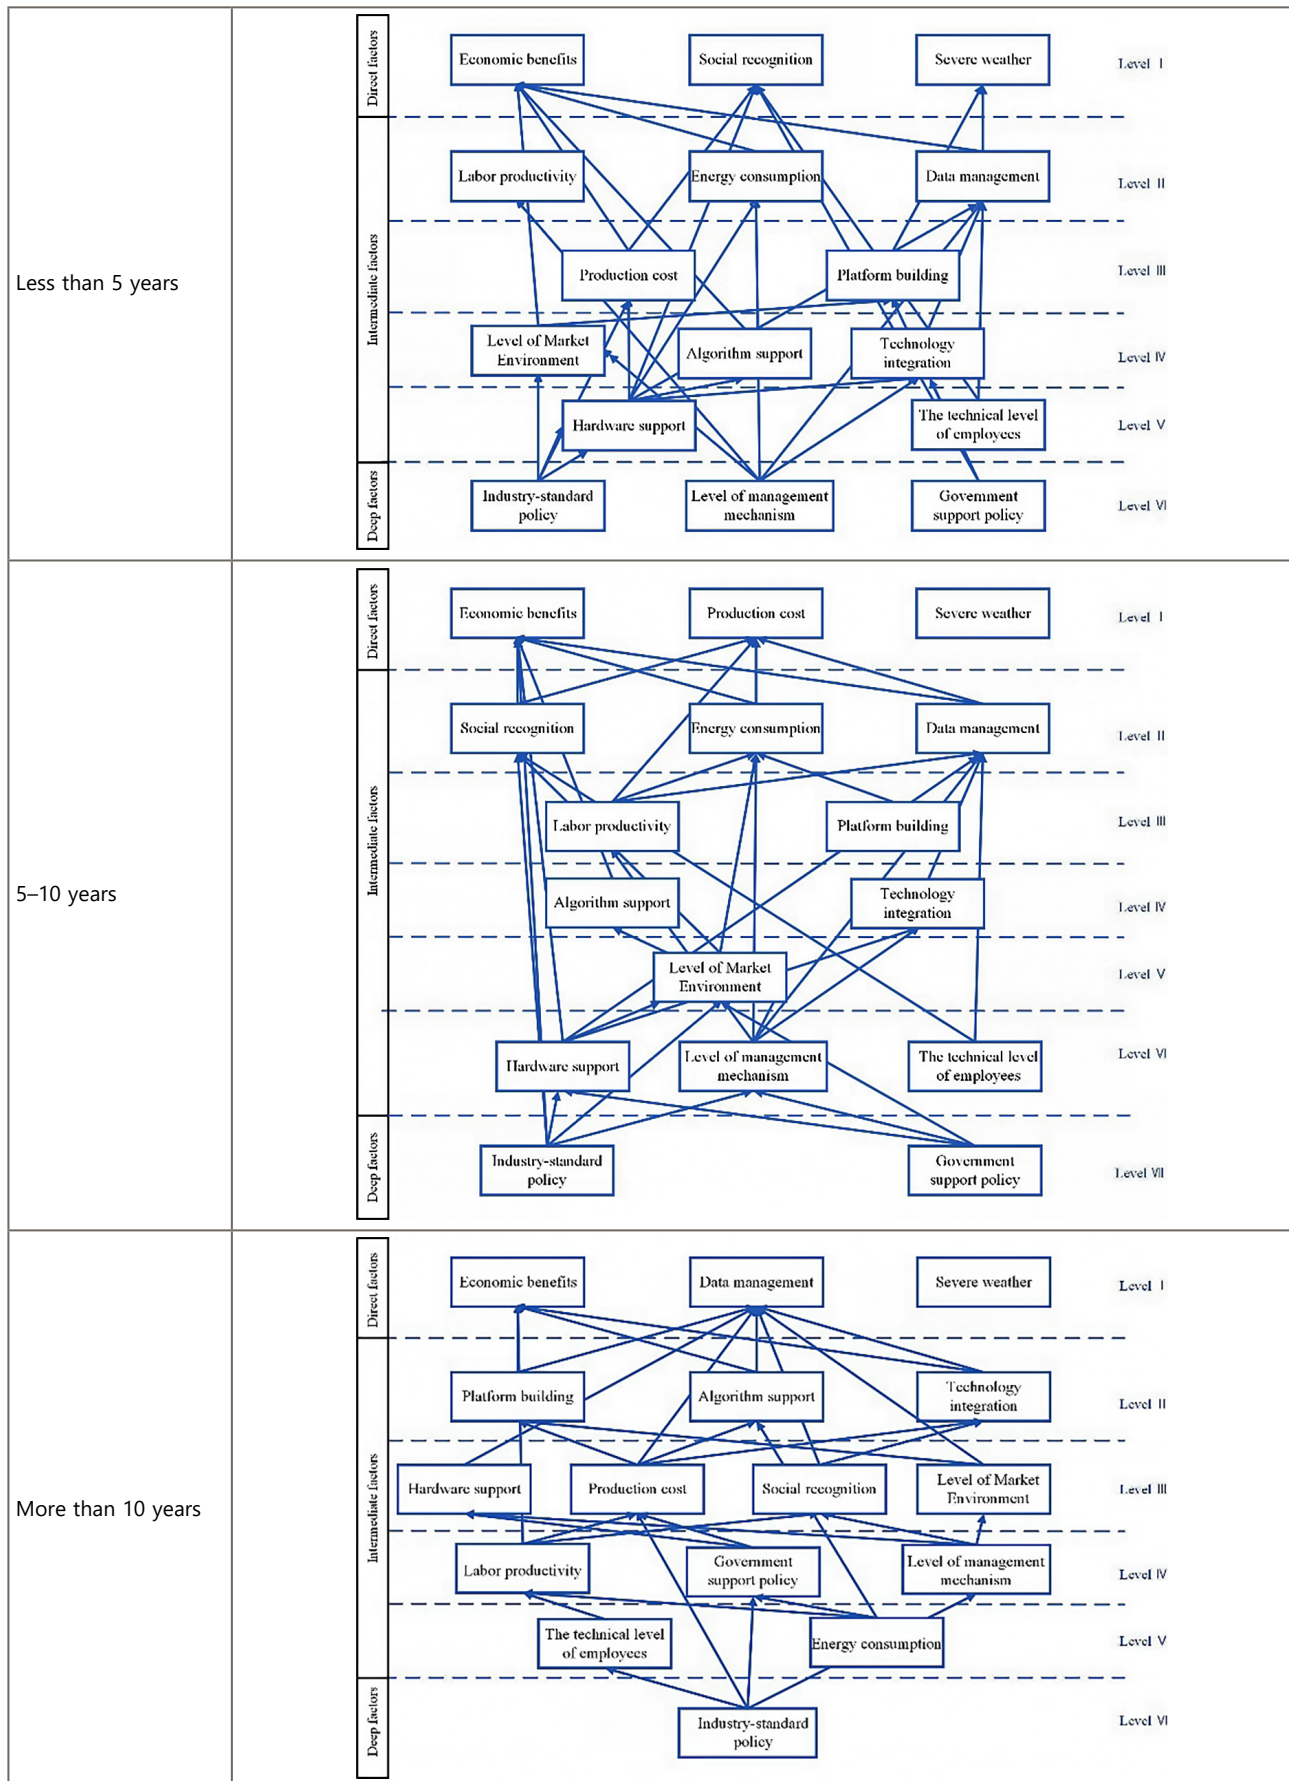 Less than 5 years
Direct factors
Economic benefits
Social recognition
Severe weather
Level I
Intermediate factors
Labor productivity
Energy consumption
Data management
Level II
Production cost
Platform building
Level III
Level of Market
Environment
Algorithm support
Technology
integration
Level IV
Hardware support
The technical level
of employees
Level V
Deep factors
Industry-standard
policy
Level of management
mechanism
Government
support policy
Level VI
5–10 years
Direct factors
Economic benefits
Production cost
Severe weather
Level I
Intermediate factors
Social recognition
Energy consumption
Data management
Level II
Labor productivity
Platform building
Level III
Algorithm support
Technology
integration
Level IV
Level of Market
Environment
Level V
Hardware support
Level of management
mechanism
The technical level
of employees
Level VI
Deep factors
Industry-standard
policy
Government
support policy
Level VII
More than 10 years
Direct factors
Economic benefits
Data management
Severe weather
Level I
Intermediate factors
Platform building
Algorithm support
Technology
integration
Level II
Hardware support
Production cost
Social recognition
Level of Market
Environment
Level III
Labor productivity
Government
support policy
Level of management
mechanism
Level IV
The technical level
of employees
Energy consumption
Level V
Deep factors
Industry-standard
policy
Level VI